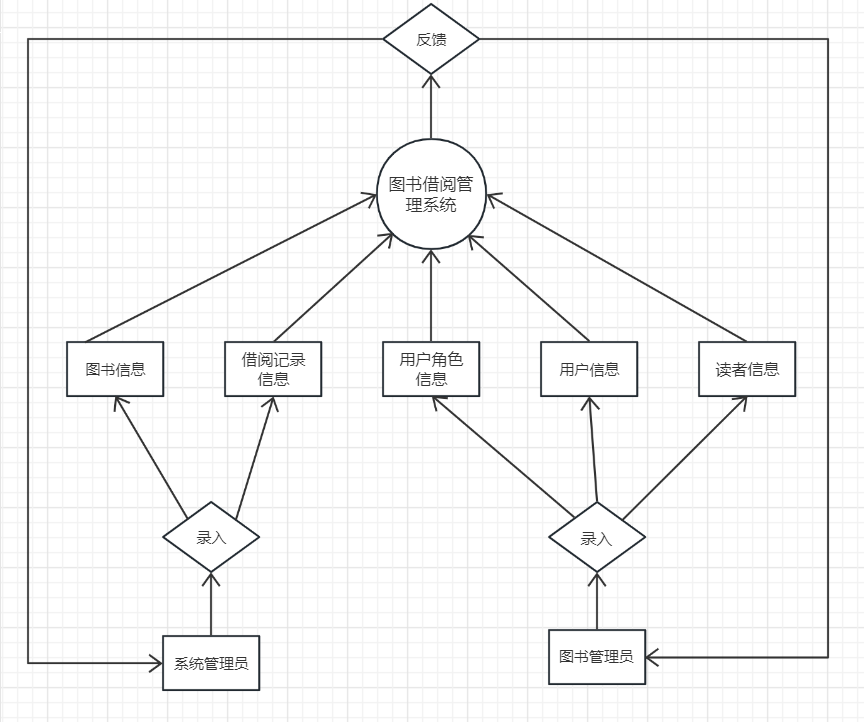 反馈
图书借阅管
理系统
图书信息
借阅记录
信息
用户角色
信息
用户信息
读者信息
录入
录入
系统管理员
图书管理员